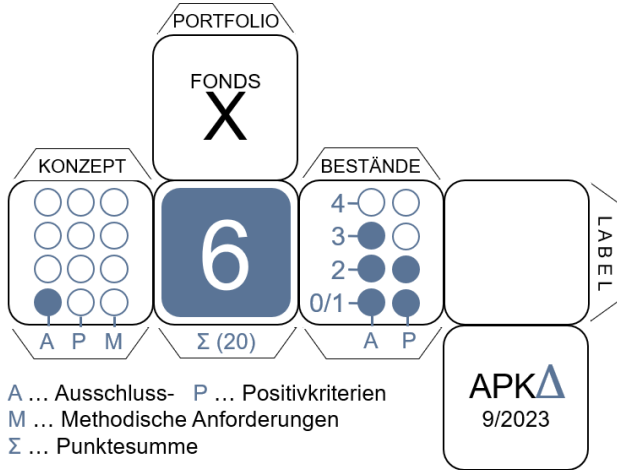 PORTFOLIO
FONDS
X
KONZEPT
BESTÄNDE
6
4
3
2
0/1
LABEL
A P M
Σ (20)
A P
APKΔ
9/2023
A ... Ausschluss- P ... Positivkriterien
M ... Methodische Anforderungen
Σ ... Punktesumme